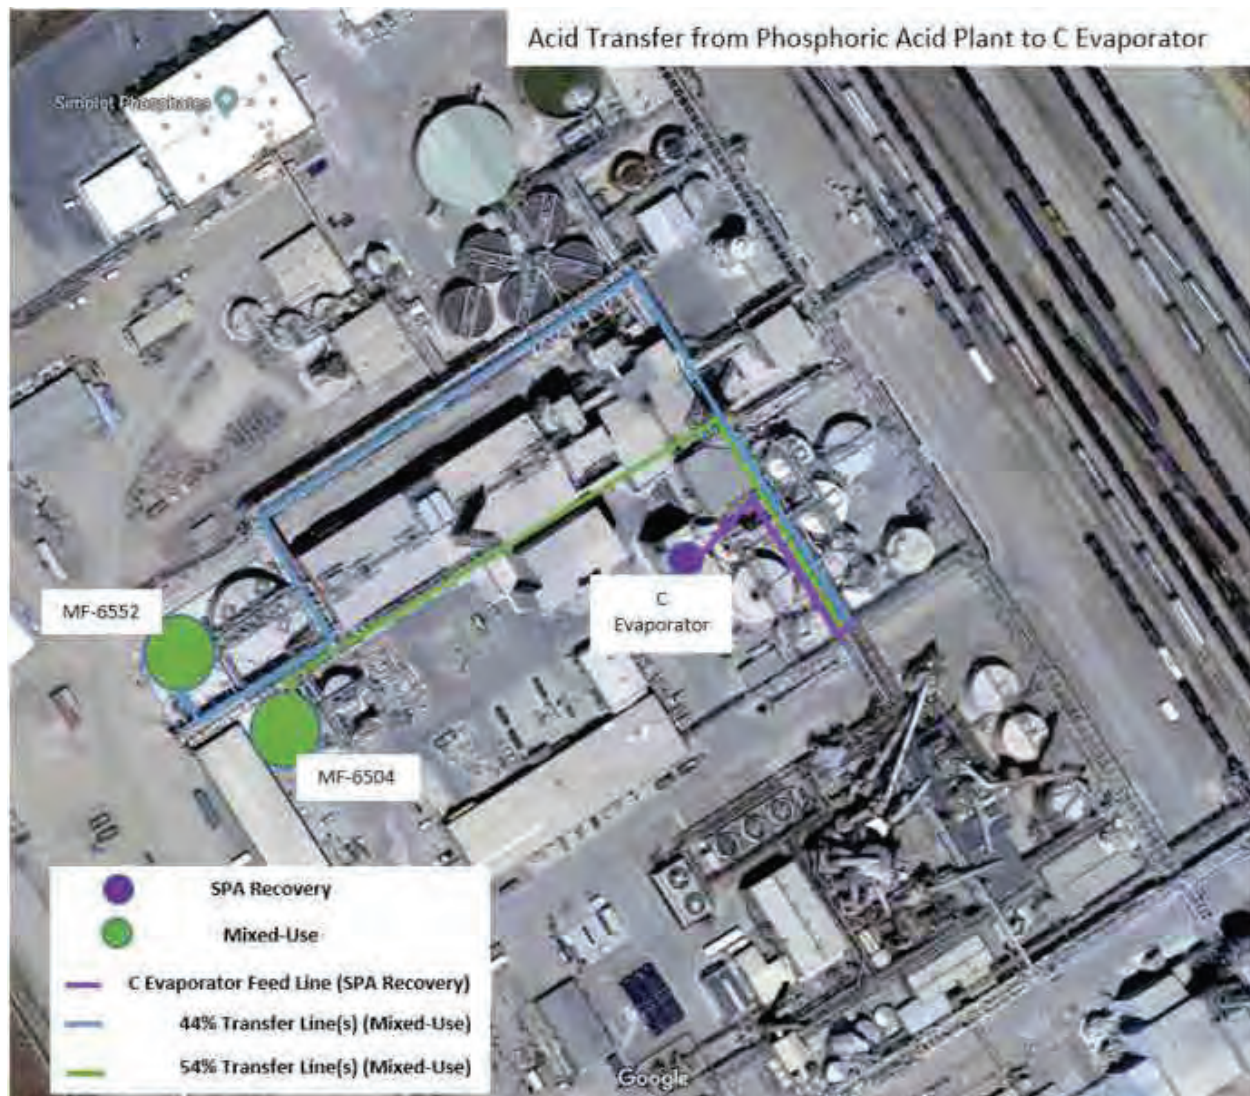 Acid Transfer from Phosphoric Acid Plant to C Evaporator
Simplot Phosphates
MF-6552
C
Evaporator
MF-6504
SPA Recovery
Mixed-Use
C Evaporator Feed Line (SPA Recovery)
44% Transfer Line(s) (Mixed-Use)
54% Transfer Line(s) (Mixed-Use)
Google